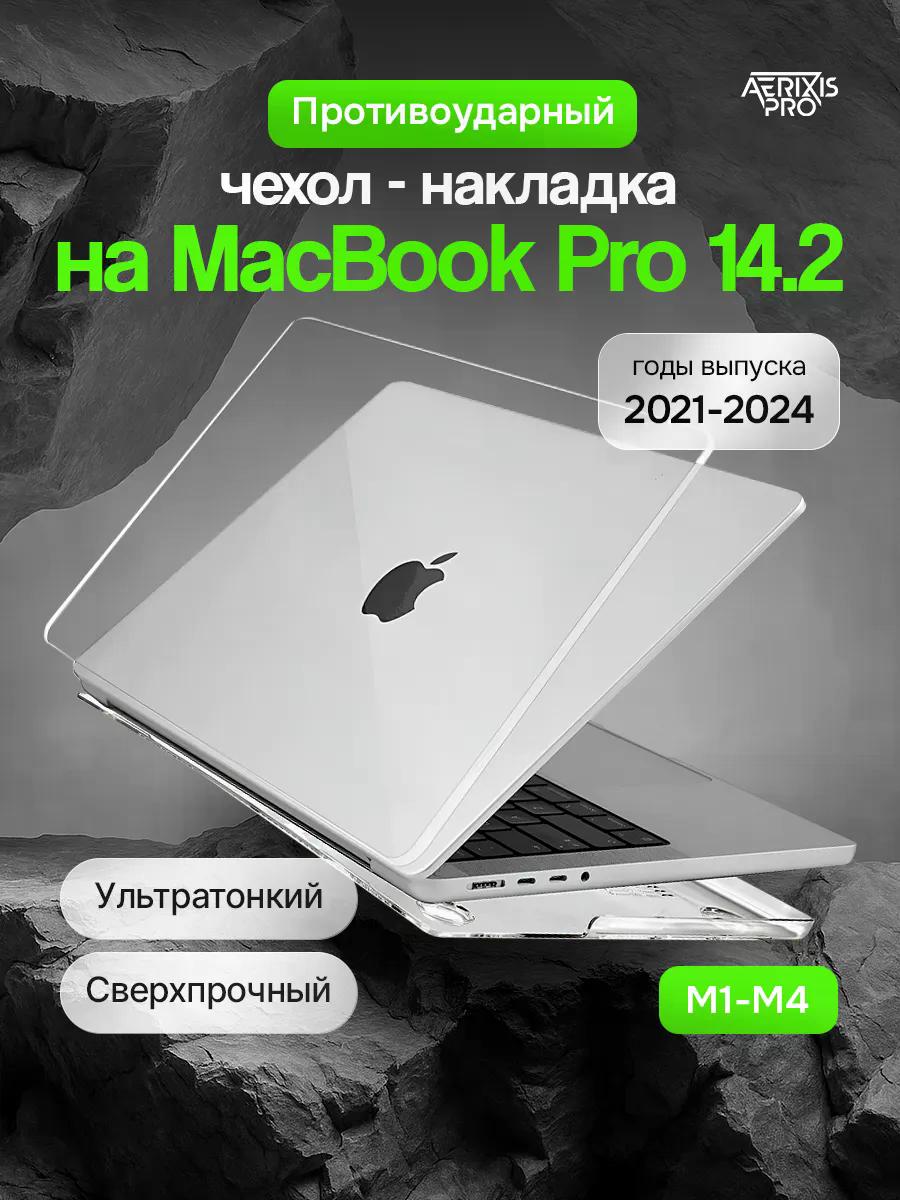 AERIXIS
PRO
Противоударный
чехол - накладка
на MacBook Pro 14.2
годы выпуска
2021-2024
Ультратонкий
Сверхпрочный
M1-M4